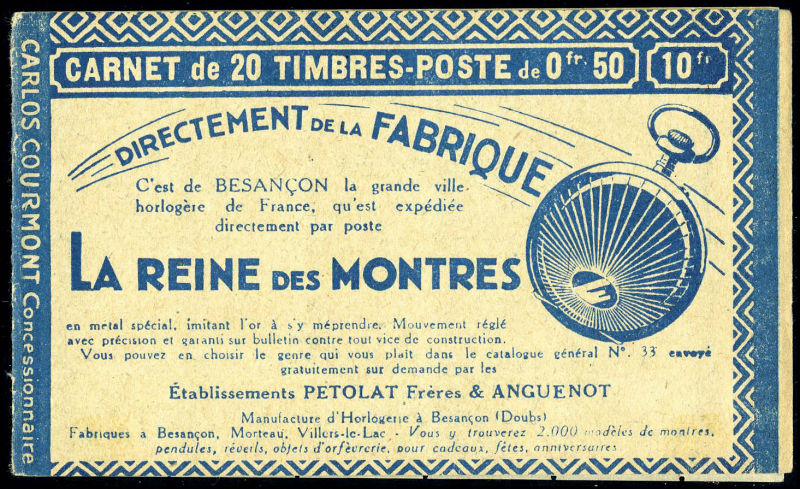 CARNET de 20 TIMBRES-POSTE de 0fr. 50 10fr
DIRECTEMENT DE LA FABRIQUE
C'est de BESANÇON la grande ville
horlogère de France, qu'est expédiée
directement par poste
LA REINE DES MONTRES
en metal spécial, imitant l'or à s'y méprendre. Mouvement réglé
avec précision et garanti sur bulletin contre tout vice de construction.
Vous pouvez en choisir le genre qui vous plaît dans le catalogue général N°. 33 envoyé
gratuitement sur demande par les
Établissements PETOLAT Frères & ANGUENOT
Manufacture d'Horlogerie à Besançon (Doubs)
Fabriques à Besançon, Morteau, Villers-le-Lac - Vous y trouverez 2.000 modèles de montres,
pendules, réveils, objets d'orfèvrerie, pour cadeaux, fêtes, anniversaires.
CARLOS COURMONT Concessionnaire